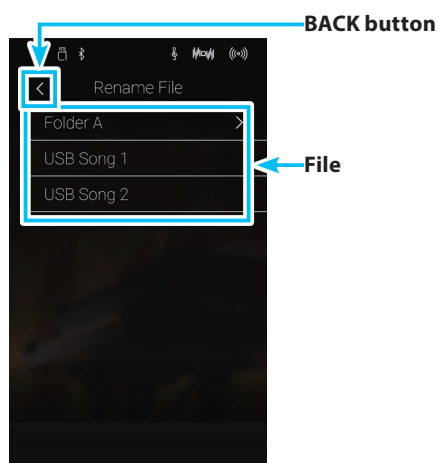 BACK button
Rename File
Folder A
USB Song 1
File
USB Song 2